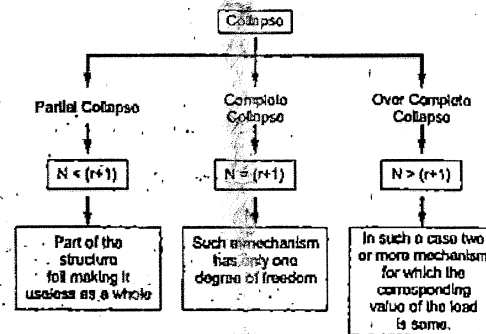 Collapse
Partial Collapse
Complete
Collapse
Over Complete
Collapse
N < (r+1)
N = (r+1)
N > (r+1)
Part of the
structure
fail making it
useless as a whole
Such a mechanism
has only one
degree of freedom
In such a case two
or more mechanism
for which the
corresponding
value of the load
is same.